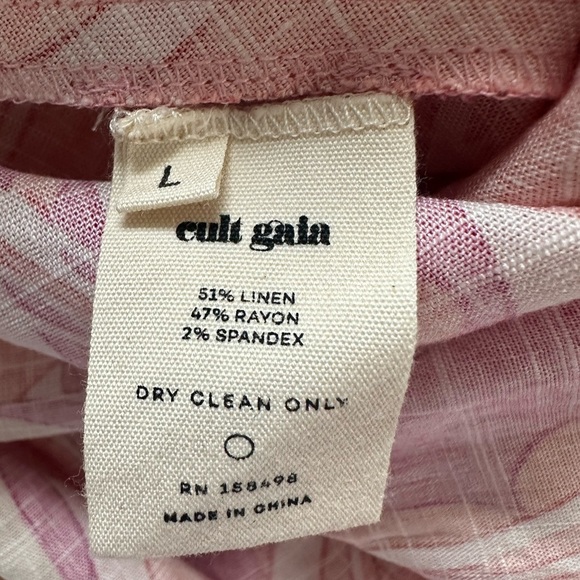 L
cult gaia
51% LINEN
47% RAYON
2% SPANDEX
DRY CLEAN ONLY
RN 158498
MADE IN CHINA